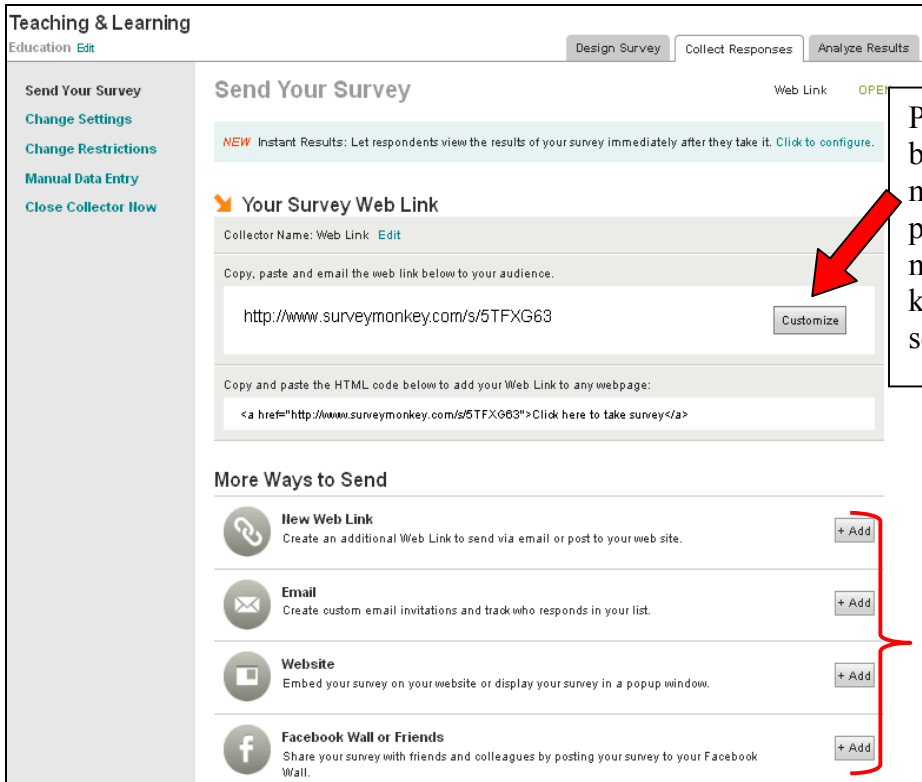 Teaching & Learning
Education Edit
Design Survey
Collect Responses
Analyze Results
Send Your Survey
Change Settings
Change Restrictions
Manual Data Entry
Close Collector Now
Send Your Survey
Web Link
NEW Instant Results: Let respondents view the results of your survey immediately after they take it. Click to configure.
Your Survey Web Link
Collector Name: Web Link Edit
Copy, paste and email the web link below to your audience.
http://www.surveymonkey.com/s/5TFXG63
Customize
Copy and paste the HTML code below to add your Web Link to any webpage:
<a href="http://www.surveymonkey.com/s/5TFXG63">Click here to take survey</a>
More Ways to Send
New Web Link
Create an additional Web Link to send via email or post to your web site.
+ Add
Email
Create custom email invitations and track who responds in your list.
+ Add
Website
Embed your survey on your website or display your survey in a popup window.
+ Add
Facebook Wall or Friends
Share your survey with friends and colleagues by posting your survey to your Facebook
Wall.
+ Add